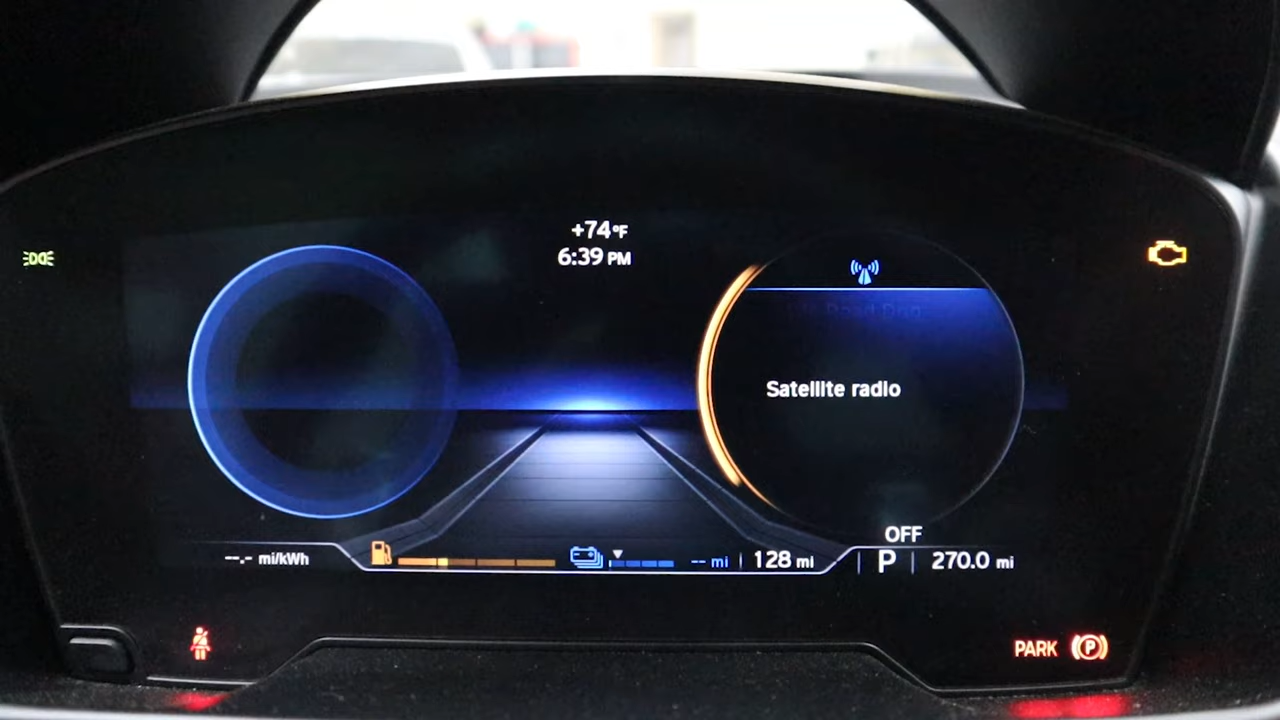 +74°F
6:39 PM
Satellite radio
OFF
--.- mi/kWh
-- mi
128 mi
P
270.0 mi
PARK
P